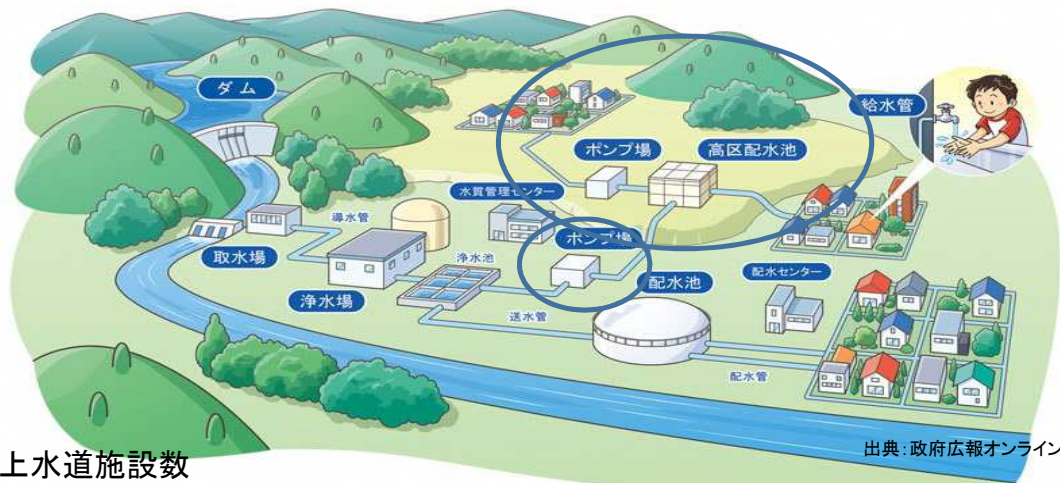 ダム
給水管
ポンプ場
高区配水池
水質管理センター
導水管
ポンプ場
取水場
浄水池
配水センター
配水池
浄水場
送水管
配水管
出典：政府広報オンライン
上水道施設数